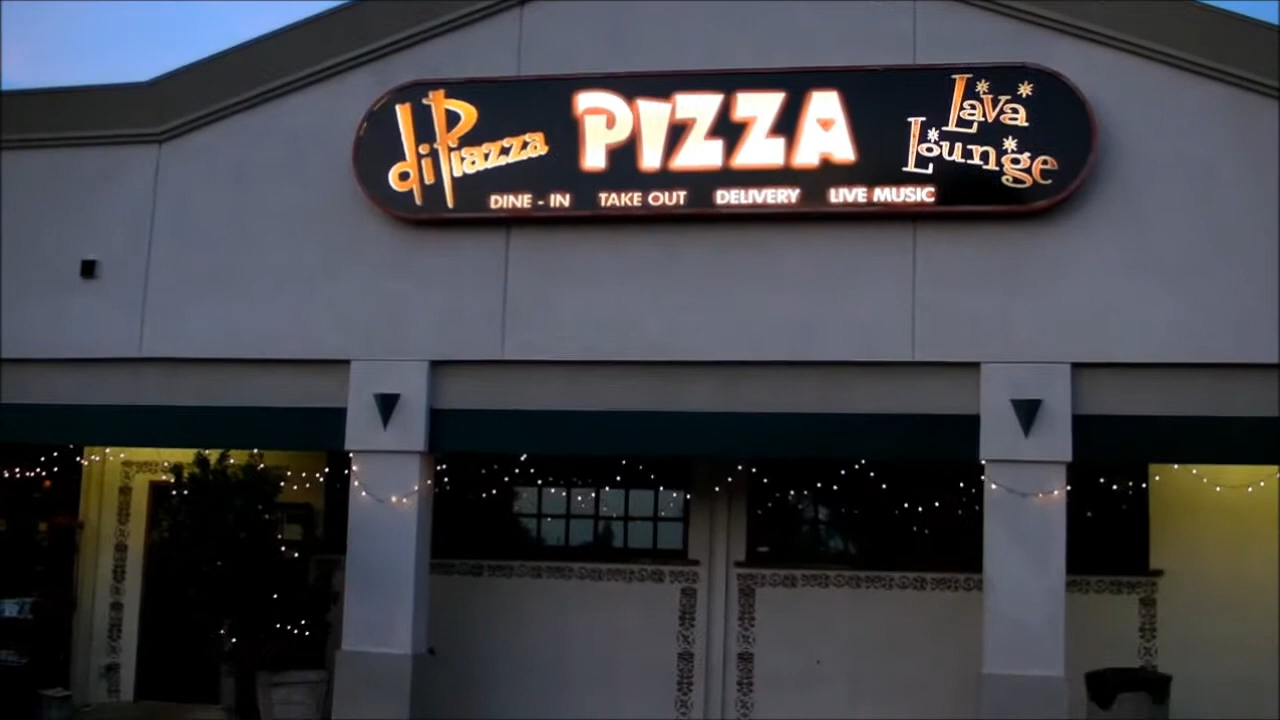 diPiazza
PIZZA
Lava
Lounge
DINE - IN TAKE OUT DELIVERY LIVE MUSIC